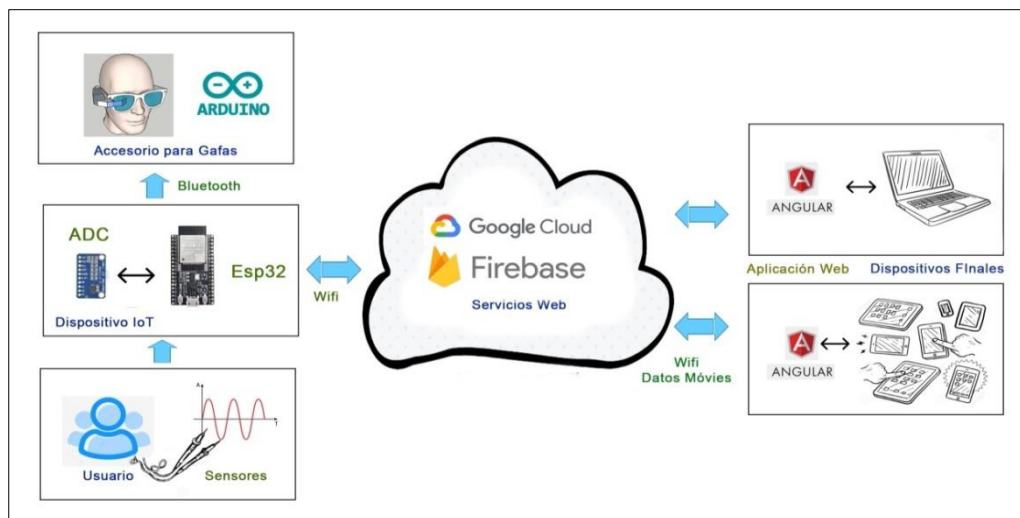 ARDUINO
Accesorio para Gafas
Bluetooth
ADC
Esp32
Dispositivo IoT
Wifi
A
T
Usuario
Sensores
Google Cloud
Firebase
Servicios Web
Wifi
Datos Móvies
A
ANGULAR
Aplicación Web
Dispositivos FInales
A
ANGULAR